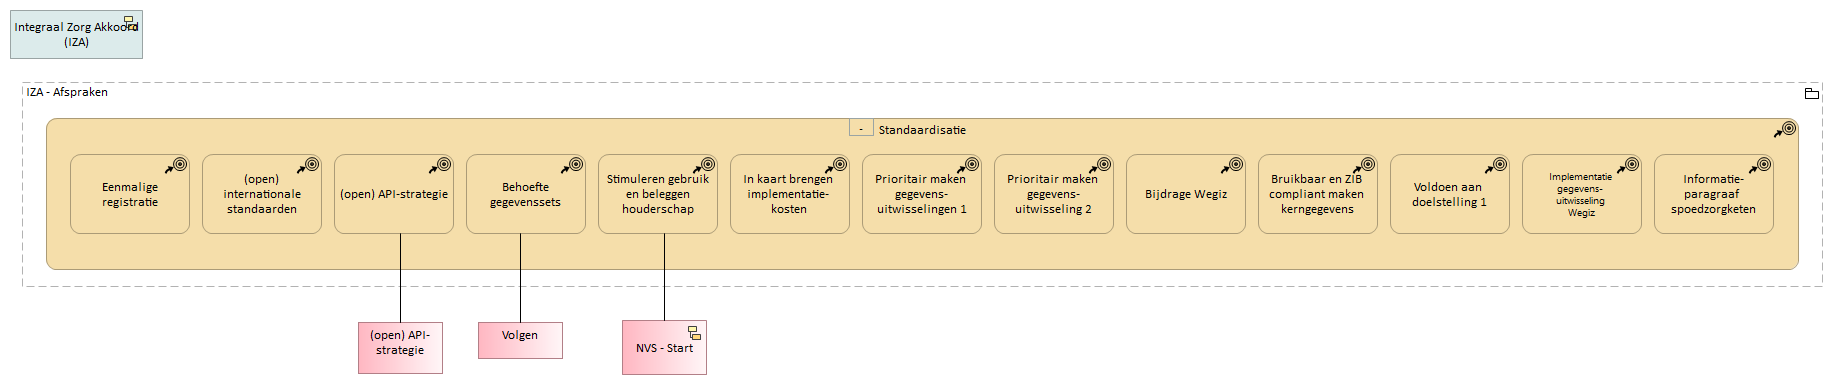 Integraal Zorg Akkoord
(IZA)
IZA - Afspraken
- Standaardisatie
Eenmalige
registratie
(open)
internationale
standaarden
(open) API-strategie
Behoefte
gegevenssets
Stimuleren gebruik
en beleggen
houderschap
In kaart brengen
implementatie-
kosten
Prioritair maken
gegevens-
uitwisselingen 1
Prioritair maken
gegevens-
uitwisseling 2
Bijdrage Wegiz
Bruikbaar en ZIB
compliant maken
kerngegevens
Voldoen aan
doelstelling 1
Implementatie
gegevens-
uitwisseling
Wegiz
Informatie-
paragraaf
spoedzorgketen
(open) API-
strategie
Volgen
NVS - Start